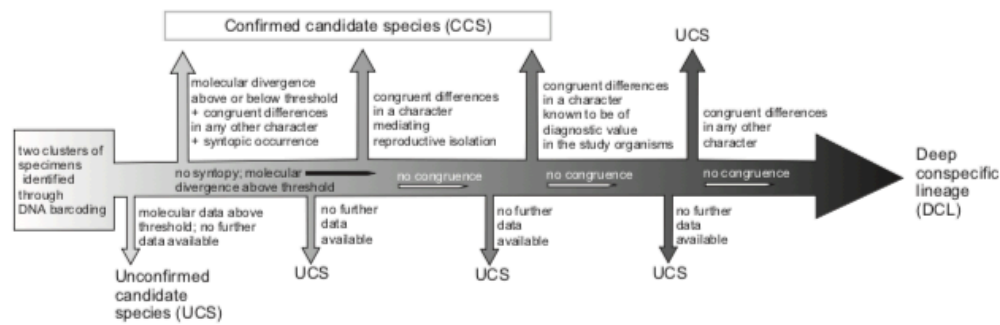 Confirmed candidate species (CCS)
UCS
molecular divergence
above or below threshold
+ congruent differences
in any other character
+ syntopic occurrence
congruent differences
in a character
mediating
reproductive isolation
congruent differences
in a character
known to be of
diagnostic value
in the study organisms
congruent differences
in any other
character
two clusters of
specimens
identified
through
DNA barcoding
no syntopy; molecular
divergence above threshold
no congruence
no congruence
no congruence
Deep
conspecific
lineage
(DCL)
molecular data above
threshold; no further
data available
no further
data
available
no further
data
available
no further
data
available
Unconfirmed
candidate
species (UCS)
UCS
UCS
UCS